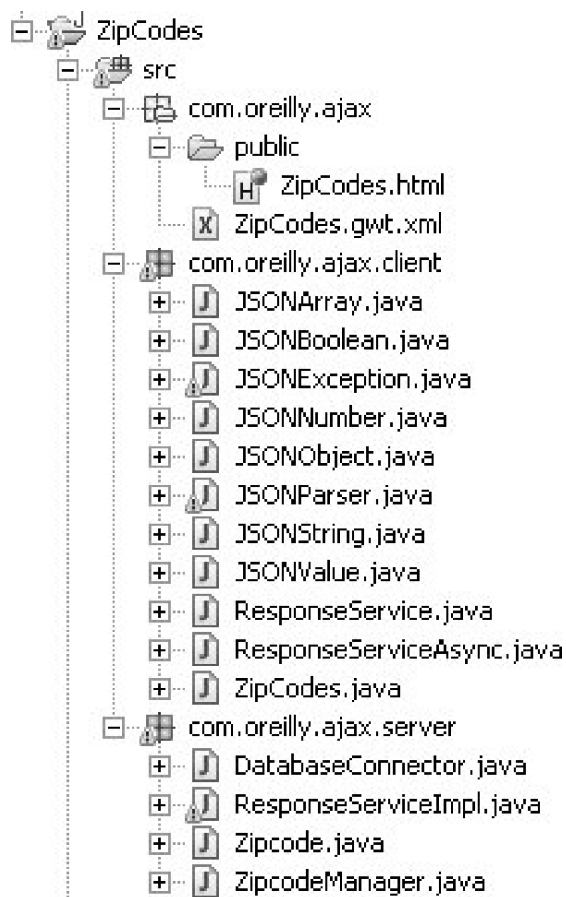 ZipCodes
src
com.oreilly.ajax
public
ZipCodes.html
ZipCodes.gwt.xml
com.oreilly.ajax.client
JSONArray.java
JSONBoolean.java
JSONException.java
JSONNumber.java
JSONObject.java
JSONParser.java
JSONString.java
JSONValue.java
ResponseService.java
ResponseServiceAsync.java
ZipCodes.java
com.oreilly.ajax.server
DatabaseConnector.java
ResponseServiceImpl.java
Zipcode.java
ZipcodeManager.java